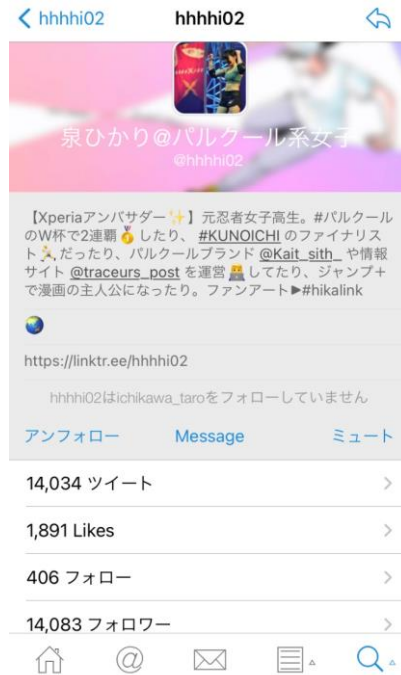 hhhhi02
hhhhi02
泉ひかり@パルクール系女子
@hhhhi02
【Xperiaアンバサダー✨】元忍者女子高生。#パルクール
のW杯で2連覇🥇したり、 #KUNOICHI のファイナリス
ト🏃だったり、パルクールブランド @Kait_sith_ や情報
サイト @traceurs_post を運営👩‍💻してたり、ジャンプ+
で漫画の主人公になったり。ファンアート▶#hikalink
🌏
https://linktr.ee/hhhhi02
hhhhi02はichikawa_taroをフォローしていません
アンフォロー Message ミュート
14,034 ツイート
1,891 Likes
406 フォロー
14,083 フォロワー